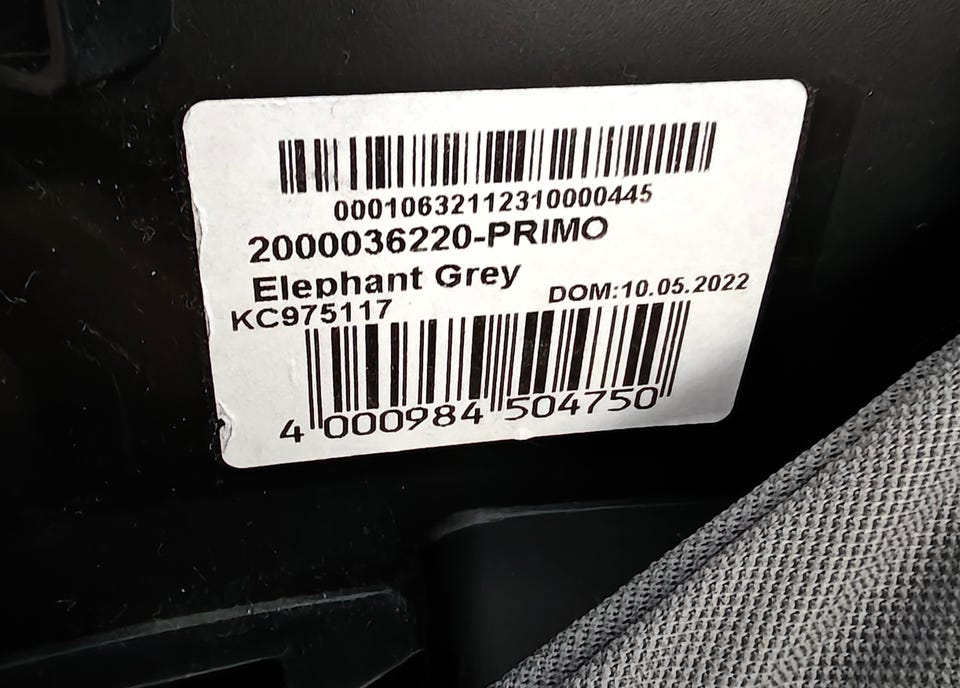 00010632112310000445
2000036220-PRIMO
Elephant Grey
KC975117 DOM:10.05.2022
4 000984 504750